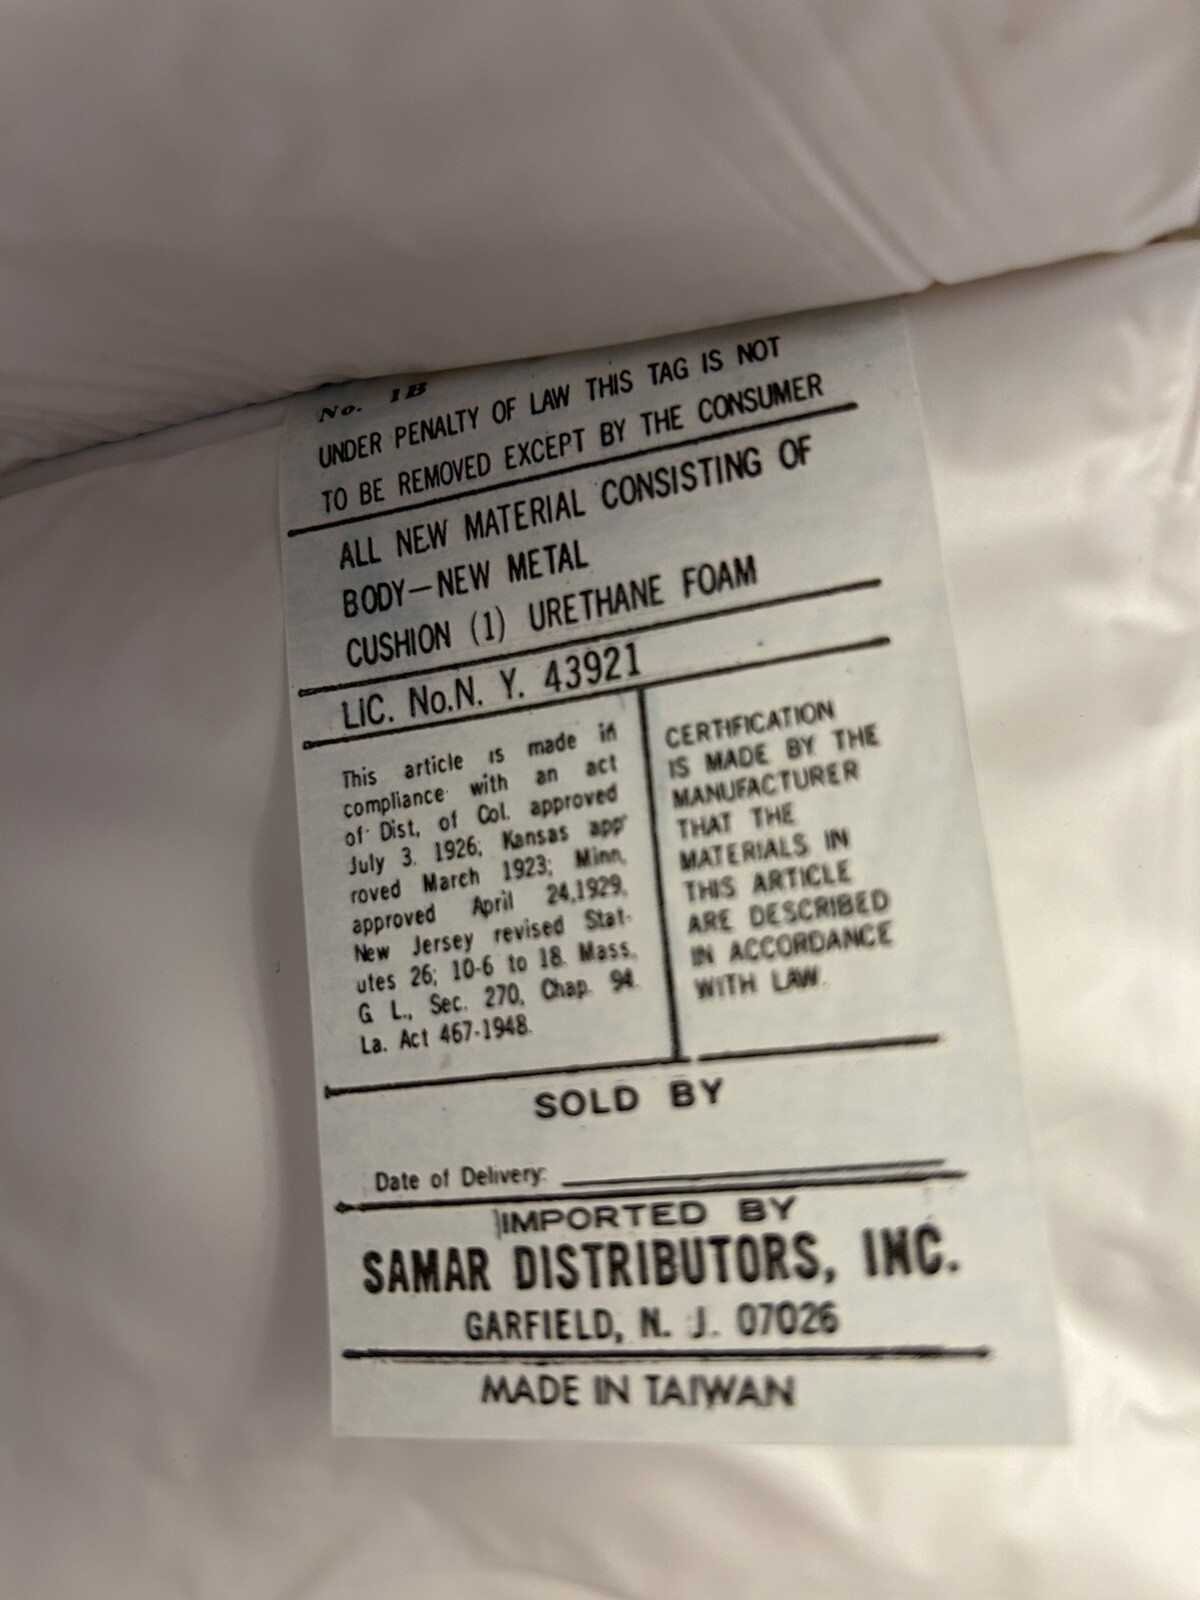 No. 1B
UNDER PENALTY OF LAW THIS TAG IS NOT
TO BE REMOVED EXCEPT BY THE CONSUMER
ALL NEW MATERIAL CONSISTING OF
BODY—NEW METAL
CUSHION (1) URETHANE FOAM
LIC. No.N. Y. 43921
This article is made in
compliance with an act
of Dist, of Col. approved
July 3. 1926; Kansas app
roved March 1923; Minn.
approved April 24,1929,
New Jersey revised Stat-
utes 26; 10-6 to 18. Mass.
G L., Sec. 270, Chap. 94.
La. Act 467-1948.
CERTIFICATION
IS MADE BY THE
MANUFACTURER
THAT THE
MATERIALS IN
THIS ARTICLE
ARE DESCRIBED
IN ACCORDANCE
WITH LAW.
SOLD BY
Date of Delivery:
IMPORTED BY
SAMAR DISTRIBUTORS, INC.
GARFIELD, N. J. 07026
MADE IN TAIWAN